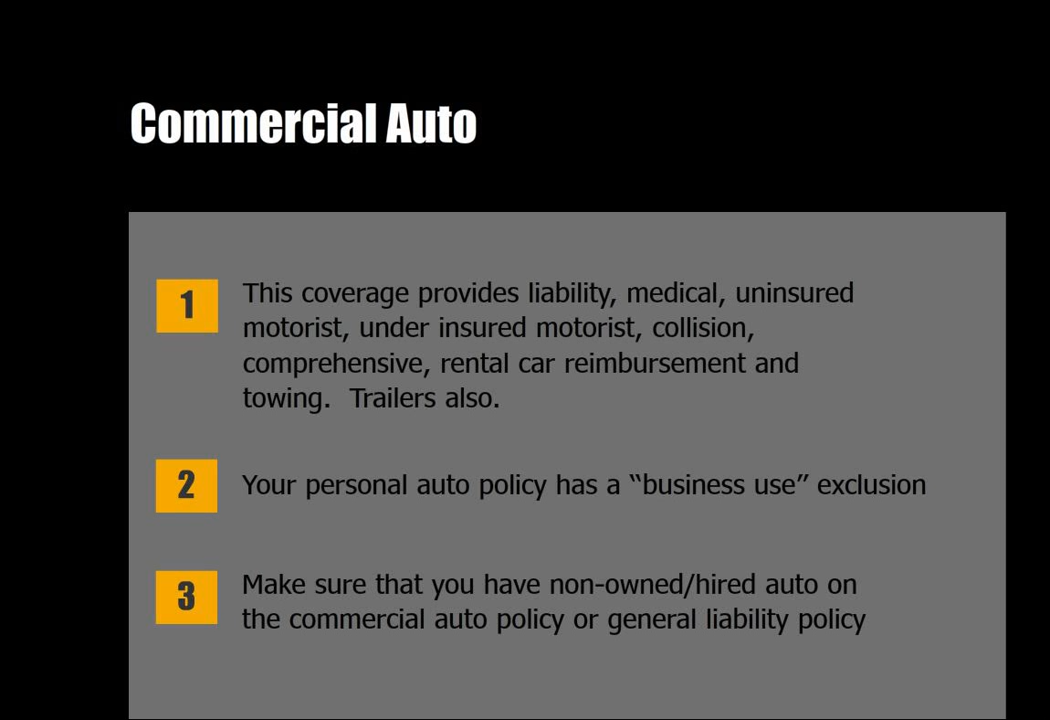 Commercial Auto
1
This coverage provides liability, medical, uninsured
motorist, under insured motorist, collision,
comprehensive, rental car reimbursement and
towing.  Trailers also.
2
Your personal auto policy has a “business use” exclusion
3
Make sure that you have non-owned/hired auto on
the commercial auto policy or general liability policy